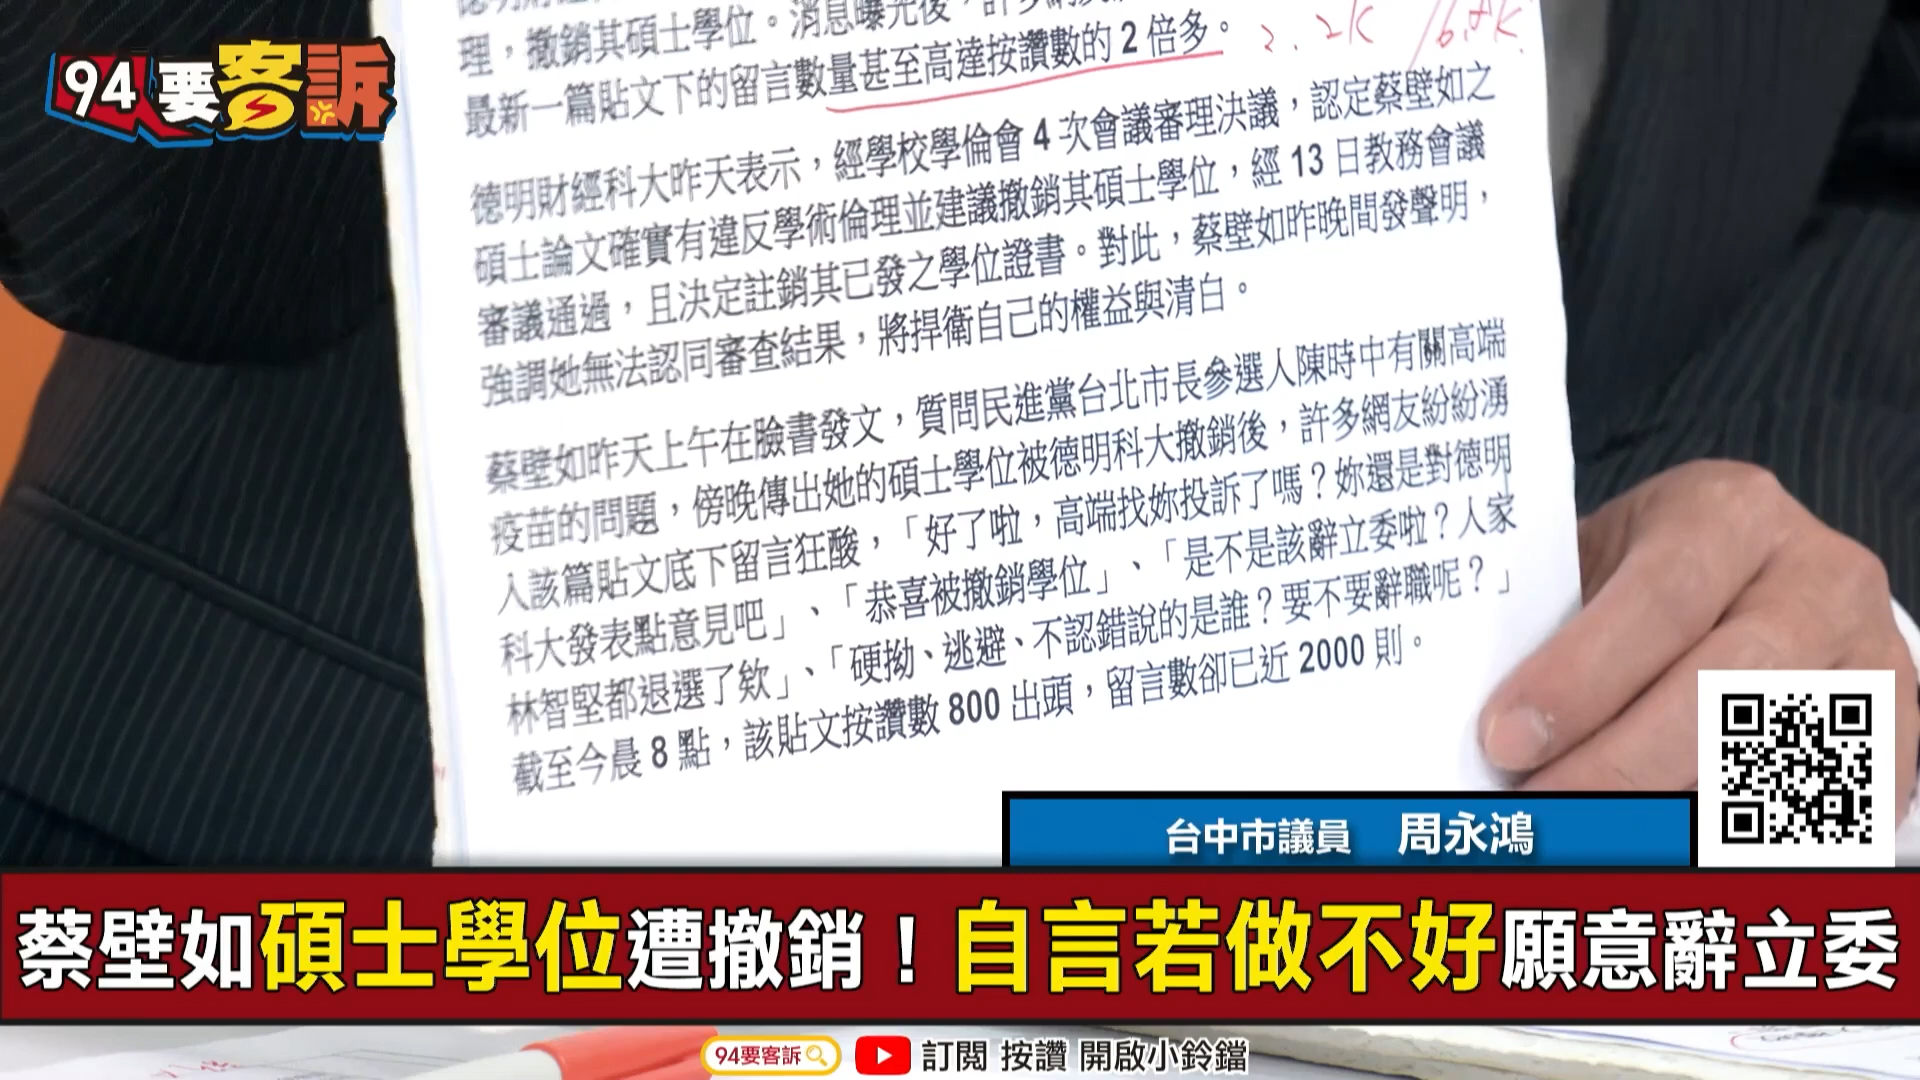 94要客訴
理，撤銷其碩士學位。消息曝光後，許多網
最新一篇貼文下的留言數量甚至高達按讚數的 2 倍多。
2.2K
德明財經科大昨天表示，經學校學倫會 4 次會議審理決議，認定蔡壁如之
碩士論文確實有違反學術倫理並建議撤銷其碩士學位，經 13 日教務會議
審議通過，且決定註銷其已發之學位證書。對此，蔡壁如昨晚間發聲明，
強調她無法認同審查結果，將捍衛自己的權益與清白。
蔡壁如昨天上午在臉書發文，質問民進黨台北市長參選人陳時中有關高端
疫苗的問題，傍晚傳出她的碩士學位被德明科大撤銷後，許多網友紛紛湧
入該篇貼文底下留言狂酸，「好了啦，高端找妳投訴了嗎？妳還是對德明
科大發表點意見吧」、「恭喜被撤銷學位」、「是不是該辭立委啦？人家
林智堅都退選了欸」、「硬拗、逃避、不認錯說的是誰？要不要辭職呢？」
截至今晨 8 點，該貼文按讚數 800 出頭，留言數卻已近 2000 則。
台中市議員 周永鴻
蔡壁如碩士學位遭撤銷！自言若做不好願意辭立委
94要客訴 訂閱 按讚 開啟小鈴鐺